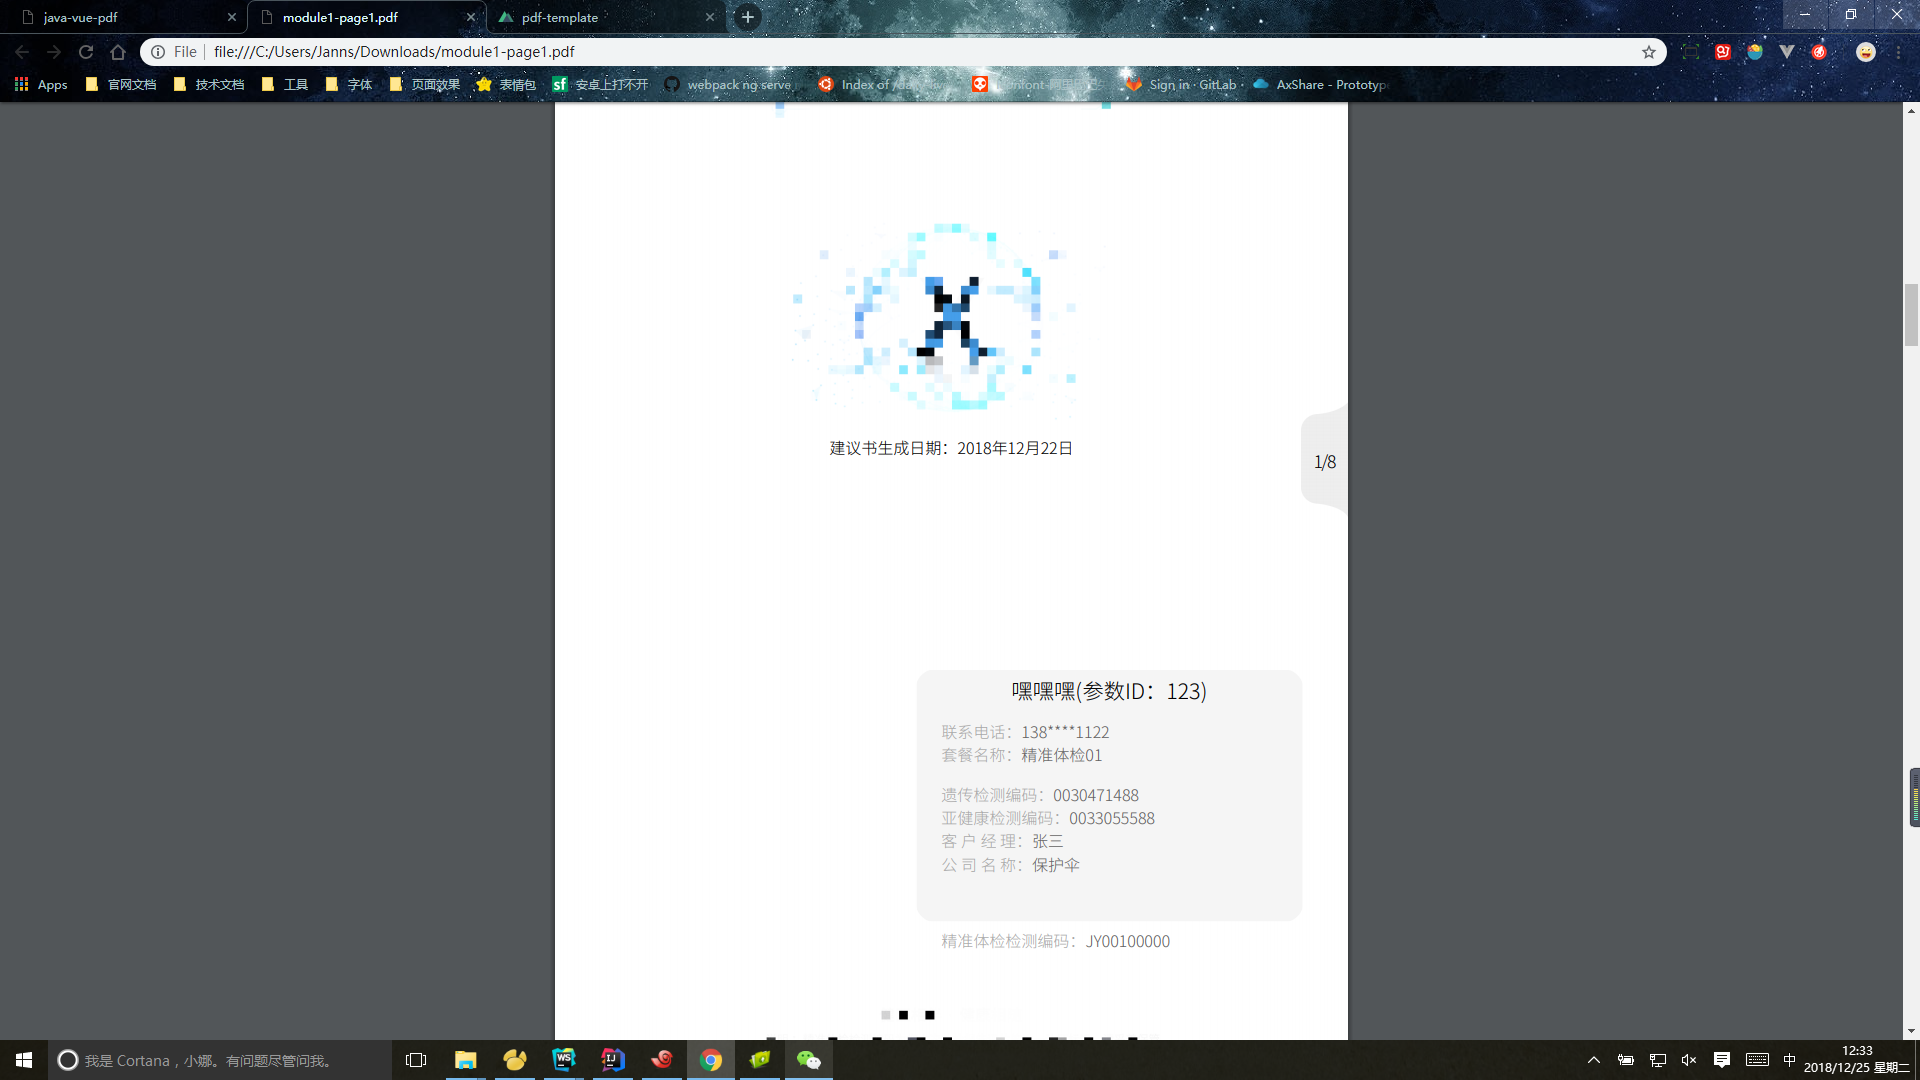 java-vue-pdf
module1-page1.pdf
pdf-template
File
file:///C:/Users/Janns/Downloads/module1-page1.pdf
Apps
官网文档
技术文档
工具
字体
页面效果
表情包
sf
安卓上打不开
webpack ng serve
Index of
Sign in · GitLab ·
AxShare - Prototype
建议书生成日期：2018年12月22日
1/8
嘿嘿嘿(参数ID：123)
联系电话：138****1122
套餐名称：精准体检01
遗传检测编码：0030471488
亚健康检测编码：0033055588
客 户 经 理：张三
公 司 名 称：保护伞
精准体检检测编码：JY00100000
我是 Cortana，小娜。有问题尽管问我。
WS
IJ
中
12:33
2018/12/25 星期二